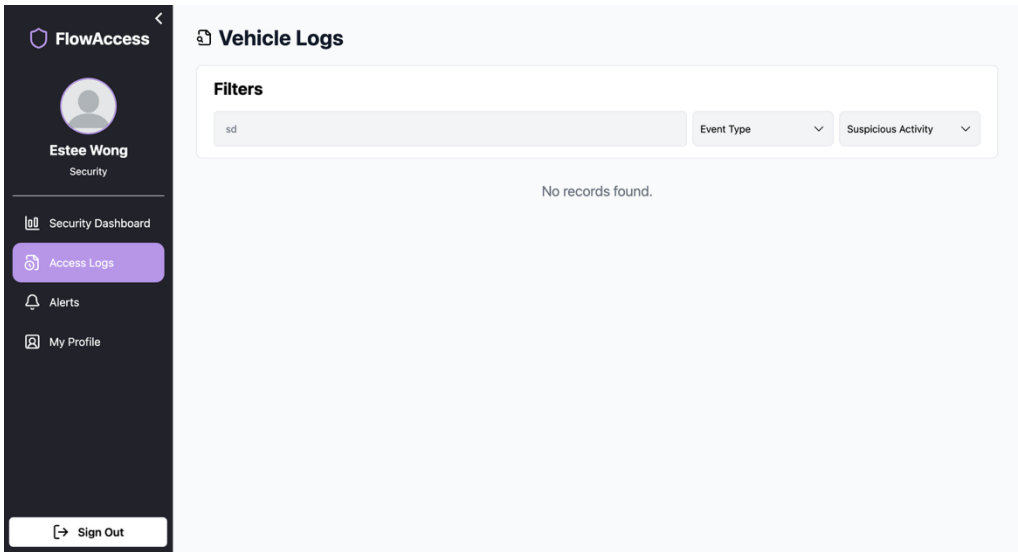 FlowAccess
Estee Wong
Security
Security Dashboard
Access Logs
Alerts
My Profile
Sign Out
Vehicle Logs
Filters
sd
Event Type
Suspicious Activity
No records found.